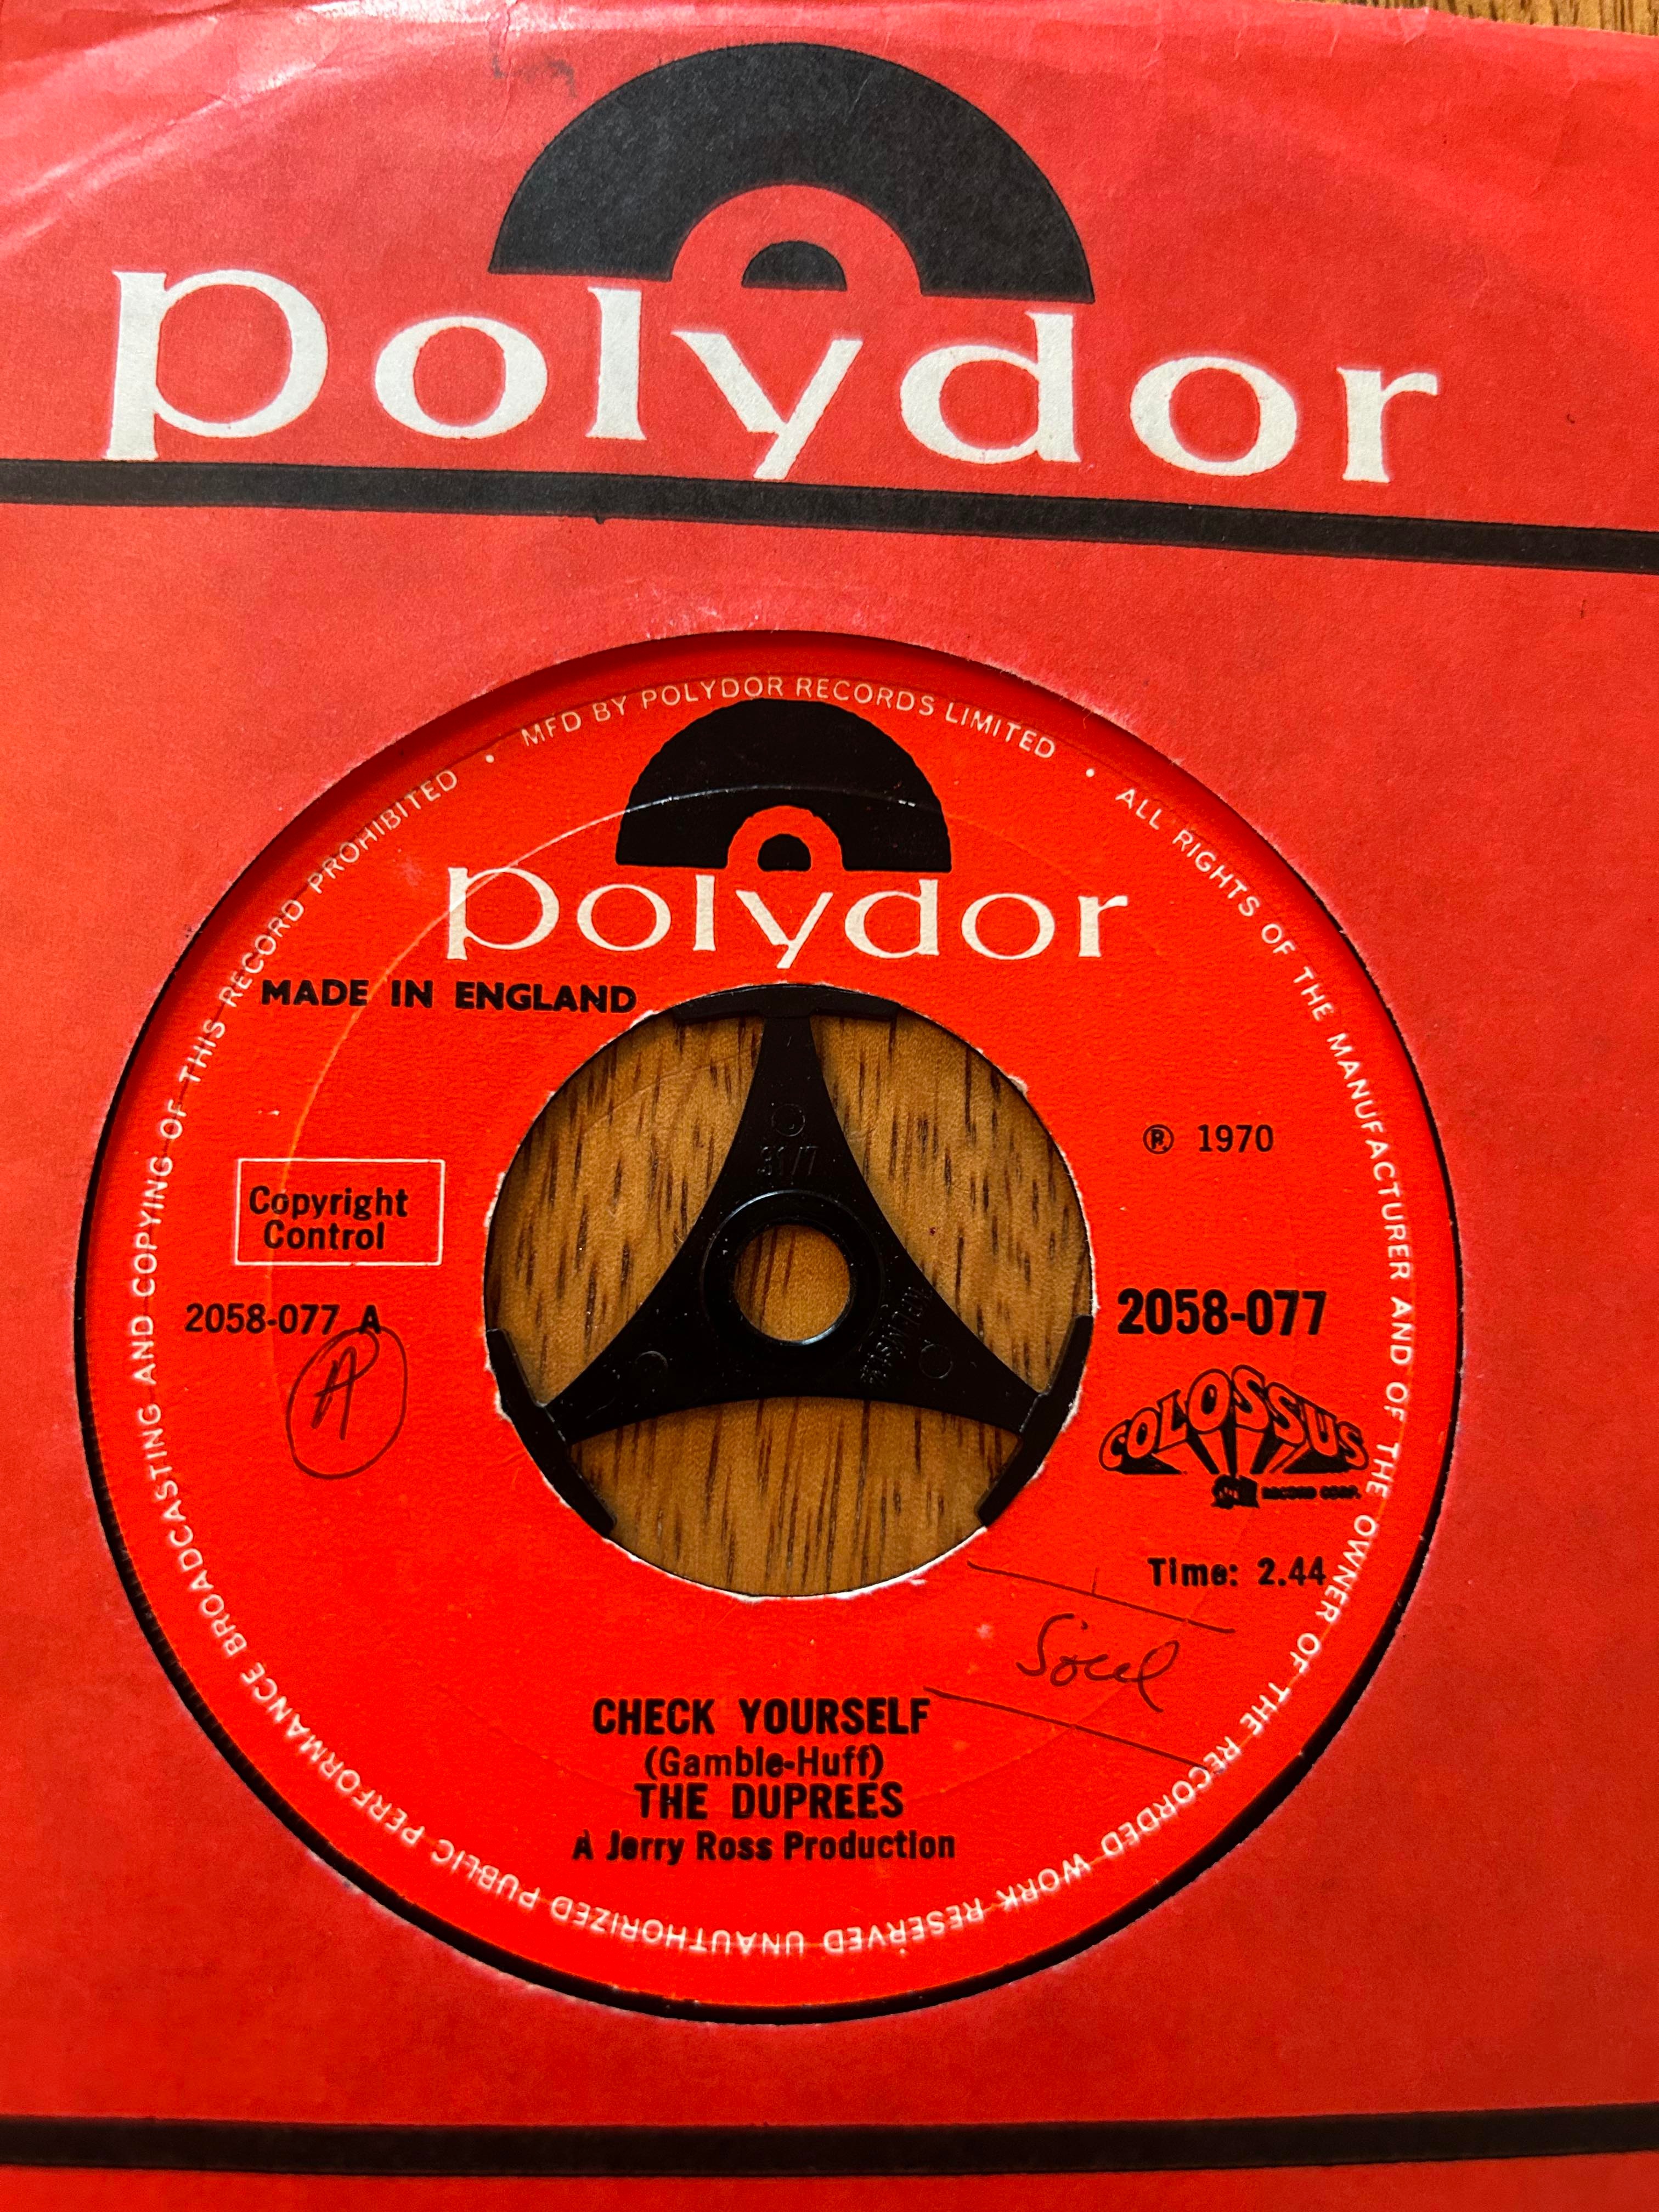 polydor
MFD BY POLYDOR RECORDS LIMITED • ALL RIGHTS OF THE MANUFACTURER AND OF THE OWNER OF THE RECORDED WORK RESERVED UNAUTHORIZED PUBLIC PERFORMANCE BROADCASTING AND COPYING OF THIS RECORD PROHIBITED •
polydor
MADE IN ENGLAND
℗ 1970
Copyright
Control
2058-077 A
A
2058-077
COLOSSUS
RECORD CORP.
Time: 2.44
Soul
CHECK YOURSELF
(Gamble-Huff)
THE DUPREES
A Jerry Ross Production